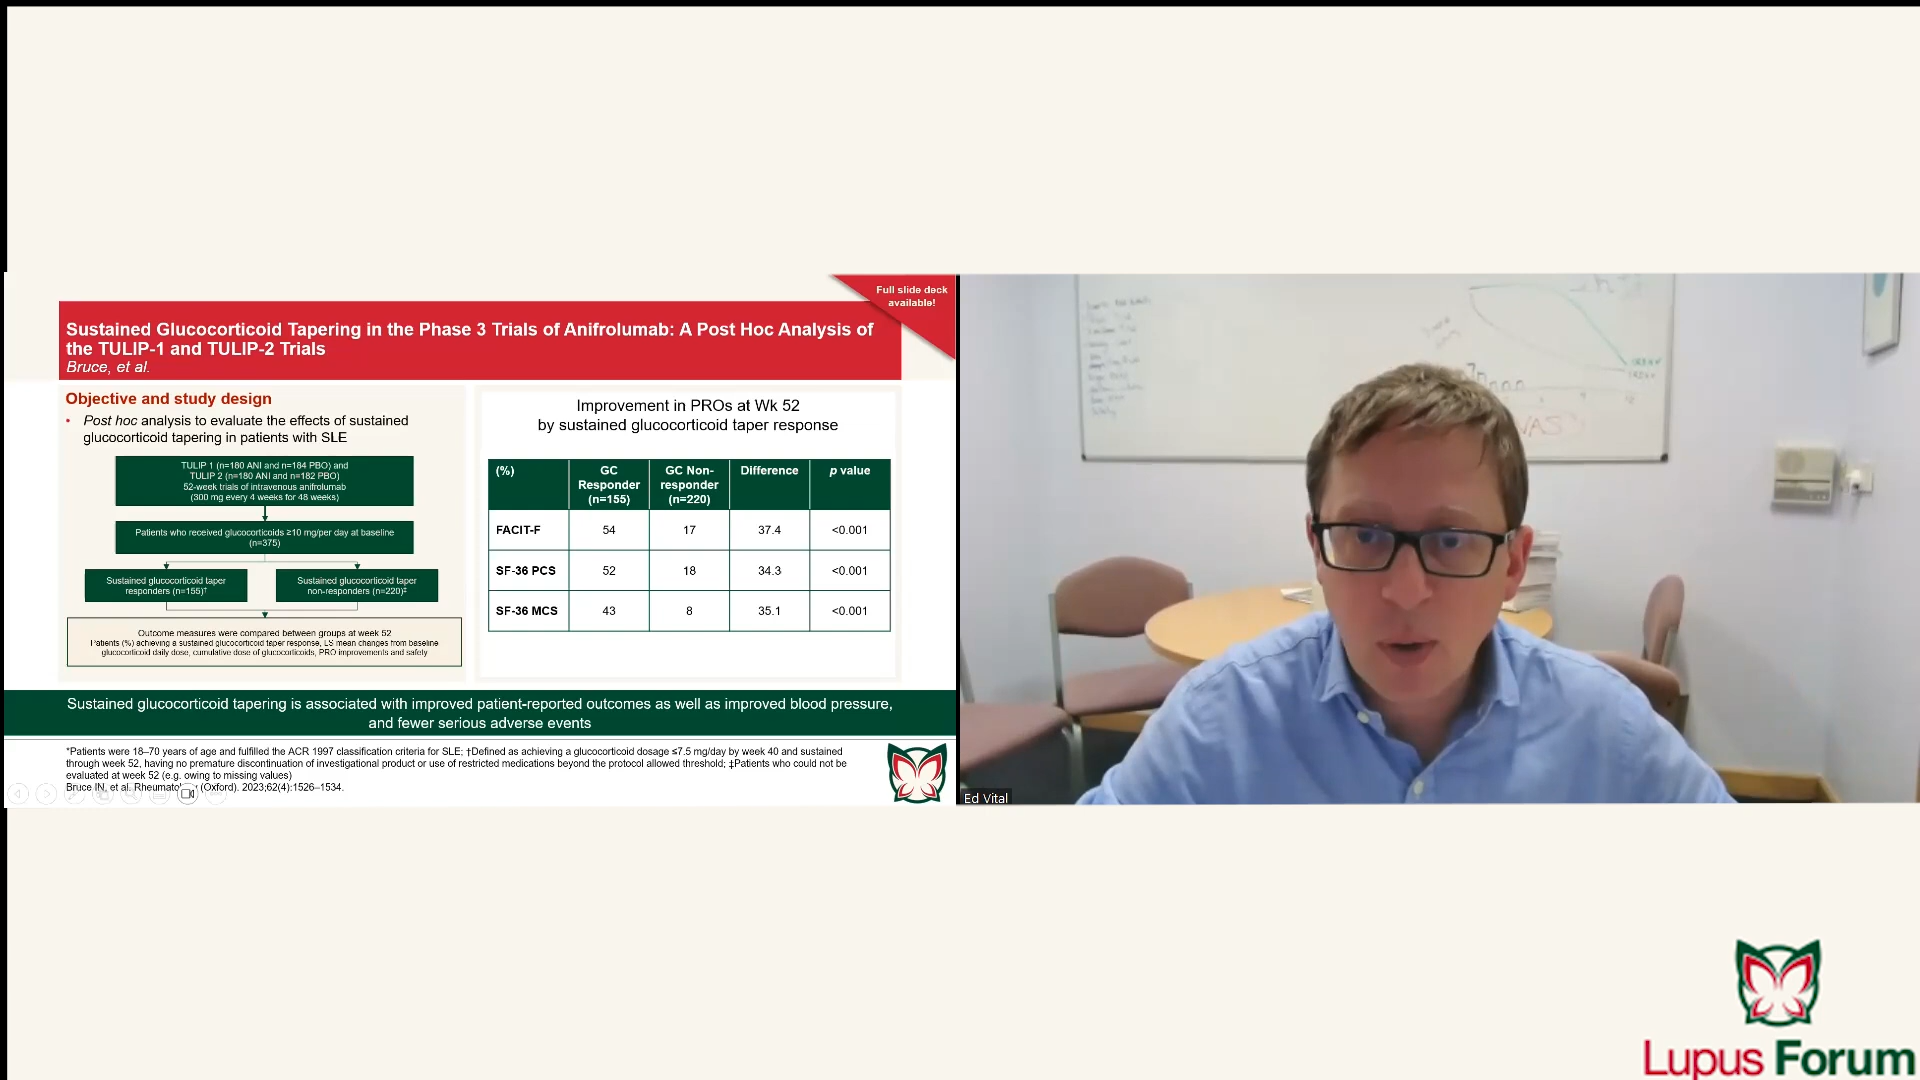 Full slide deck
available!
Sustained Glucocorticoid Tapering in the Phase 3 Trials of Anifrolumab: A Post Hoc Analysis of
the TULIP-1 and TULIP-2 Trials
Bruce, et al.
Objective and study design
• Post hoc analysis to evaluate the effects of sustained
glucocorticoid tapering in patients with SLE
TULIP 1 (n=180 ANI and n=184 PBO) and
TULIP 2 (n=180 ANI and n=182 PBO)
52-week trials of intravenous anifrolumab
(300 mg every 4 weeks for 48 weeks)
Patients who received glucocorticoids ≥10 mg/per day at baseline
(n=375)
Sustained glucocorticoid taper
responders (n=155)†
Sustained glucocorticoid taper
non-responders (n=220)‡
Outcome measures were compared between groups at week 52
Patients (%) achieving a sustained glucocorticoid taper response, LS mean changes from baseline
glucocorticoid daily dose, cumulative dose of glucocorticoids, PRO improvements and safety
Improvement in PROs at Wk 52
by sustained glucocorticoid taper response
(%) GC Responder (n=155) GC Non-responder (n=220) Difference p value
FACIT-F 54 17 37.4 <0.001
SF-36 PCS 52 18 34.3 <0.001
SF-36 MCS 43 8 35.1 <0.001
Sustained glucocorticoid tapering is associated with improved patient-reported outcomes as well as improved blood pressure,
and fewer serious adverse events
*Patients were 18–70 years of age and fulfilled the ACR 1997 classification criteria for SLE; †Defined as achieving a glucocorticoid dosage ≤7.5 mg/day by week 40 and sustained
through week 52, having no premature discontinuation of investigational product or use of restricted medications beyond the protocol allowed threshold; ‡Patients who could not be
evaluated at week 52 (e.g. owing to missing values)
Bruce IN, et al. Rheumatology (Oxford). 2023;62(4):1526–1534.
Ed Vital
Lupus Forum